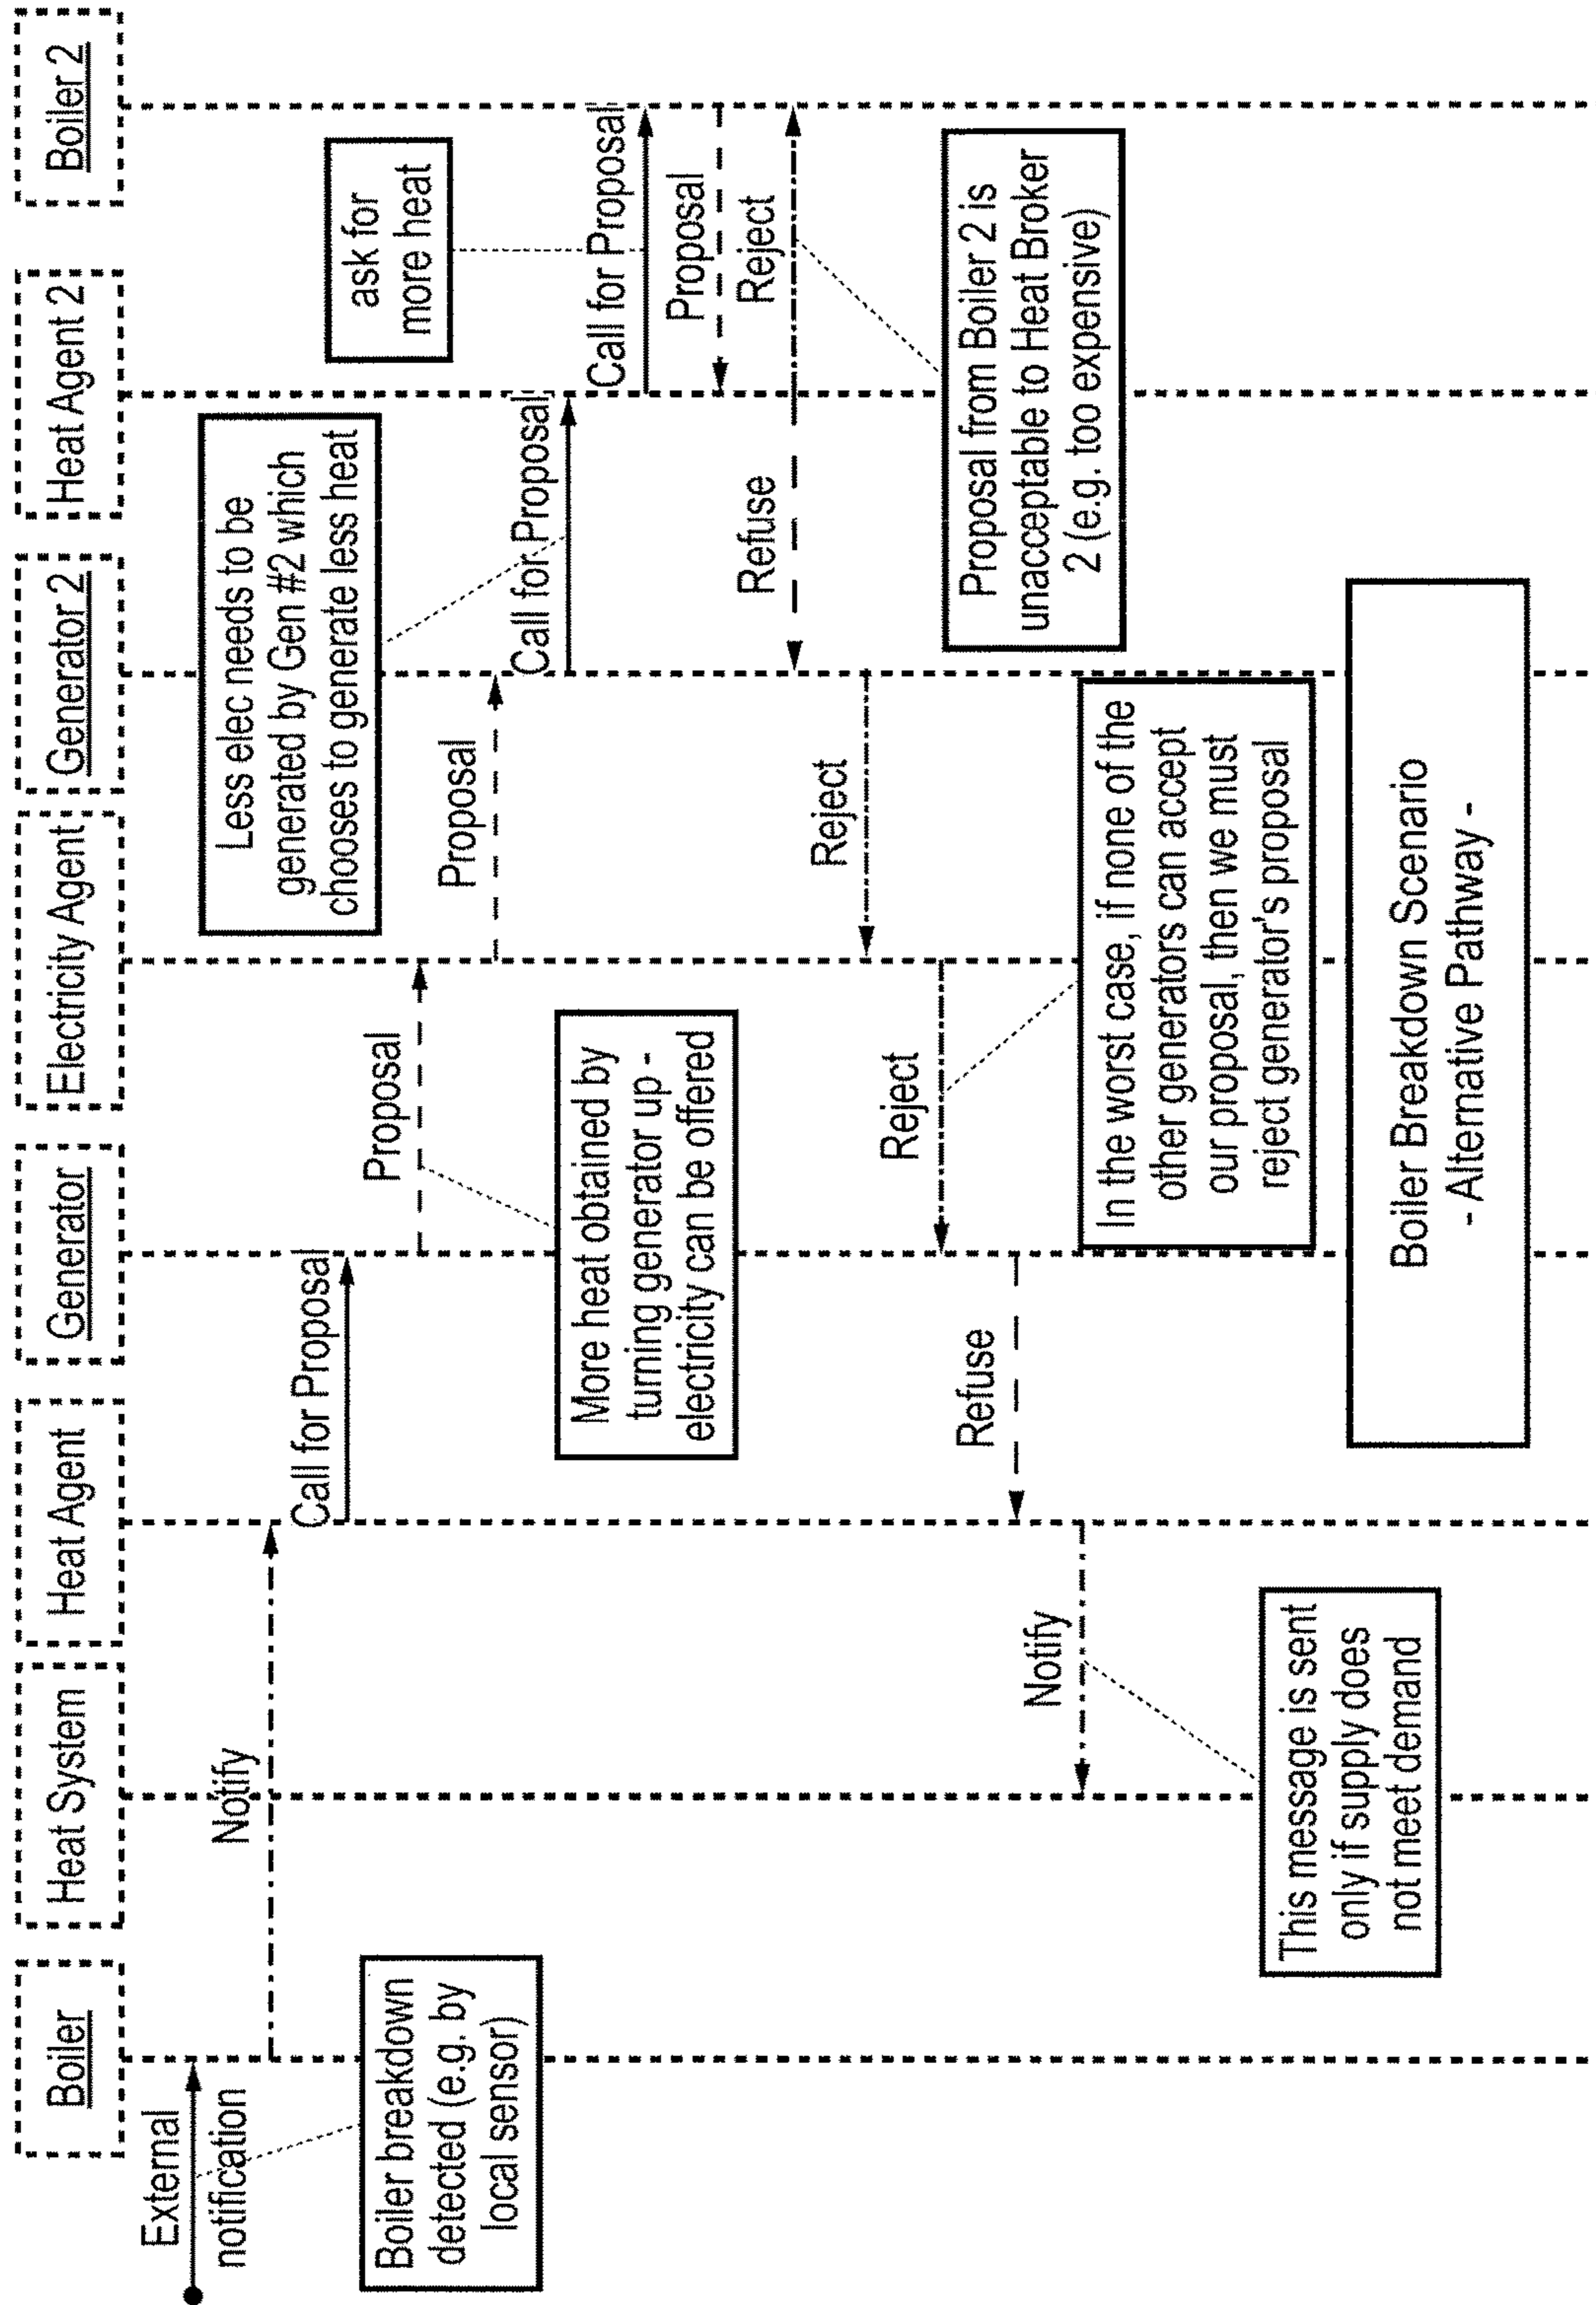 Boiler
Heat System
Heat Agent
Generator
Electricity Agent
Generator 2
Heat Agent 2
Boiler 2
External
notification
Boiler breakdown
detected (e.g. by
local sensor)
Notify
Call for Proposal
Proposal
More heat obtained by
turning generator up -
electricity can be offered
Proposal
Less elec needs to be
generated by Gen #2 which
chooses to generate less heat
Call for Proposal
ask for
more heat
Call for Proposal
Proposal
Reject
Refuse
Proposal from Boiler 2 is
unacceptable to Heat Broker
2 (e.g. too expensive)
Reject
Reject
In the worst case, if none of the
other generators can accept
our proposal, then we must
reject generator's proposal
Refuse
Notify
This message is sent
only if supply does
not meet demand
Boiler Breakdown Scenario
- Alternative Pathway -